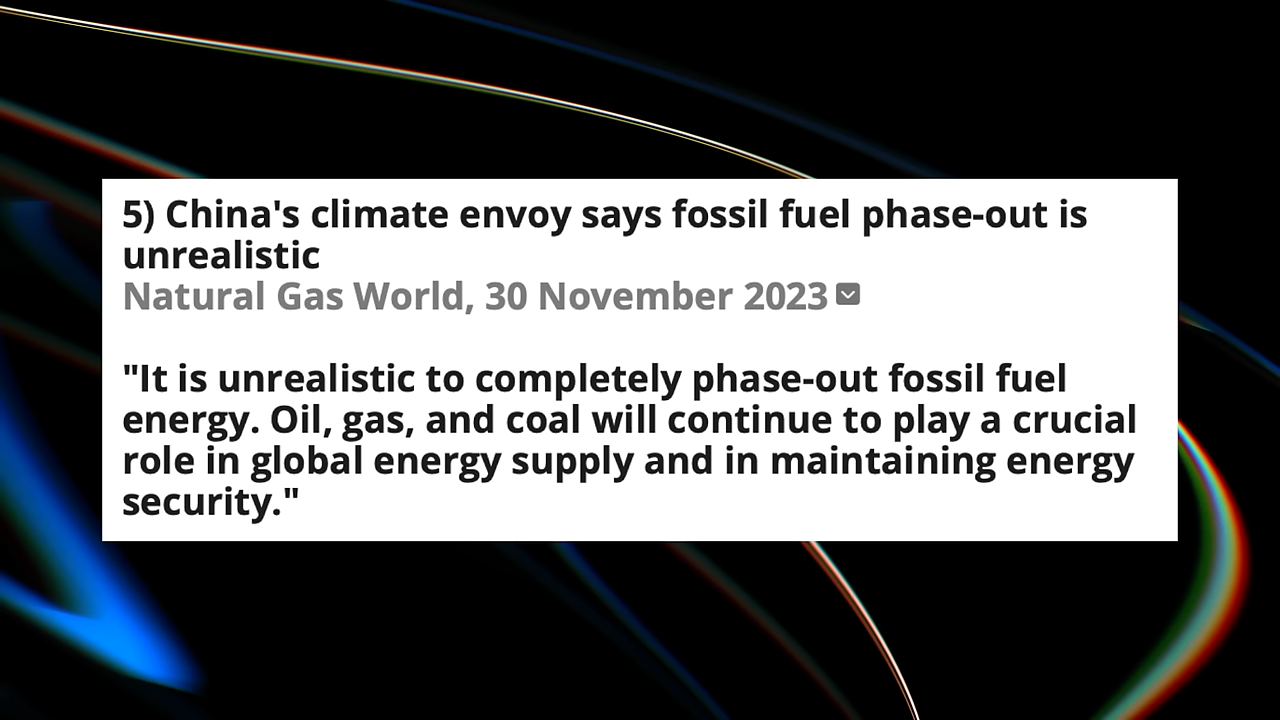 5) China's climate envoy says fossil fuel phase-out is
unrealistic
Natural Gas World, 30 November 2023
"It is unrealistic to completely phase-out fossil fuel
energy. Oil, gas, and coal will continue to play a crucial
role in global energy supply and in maintaining energy
security."